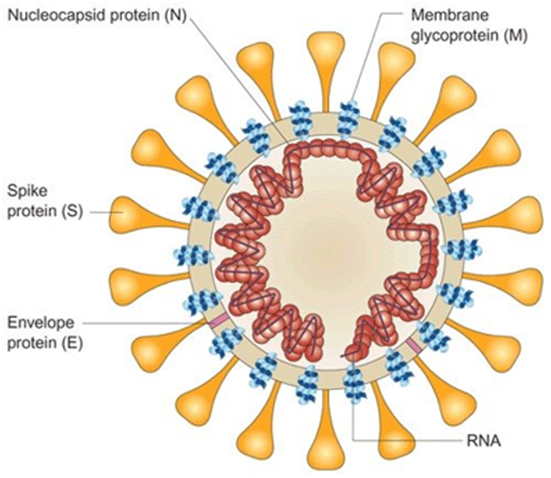 Nucleocapsid protein (N)
Membrane
glycoprotein (M)
Spike
protein (S)
Envelope
protein (E)
RNA